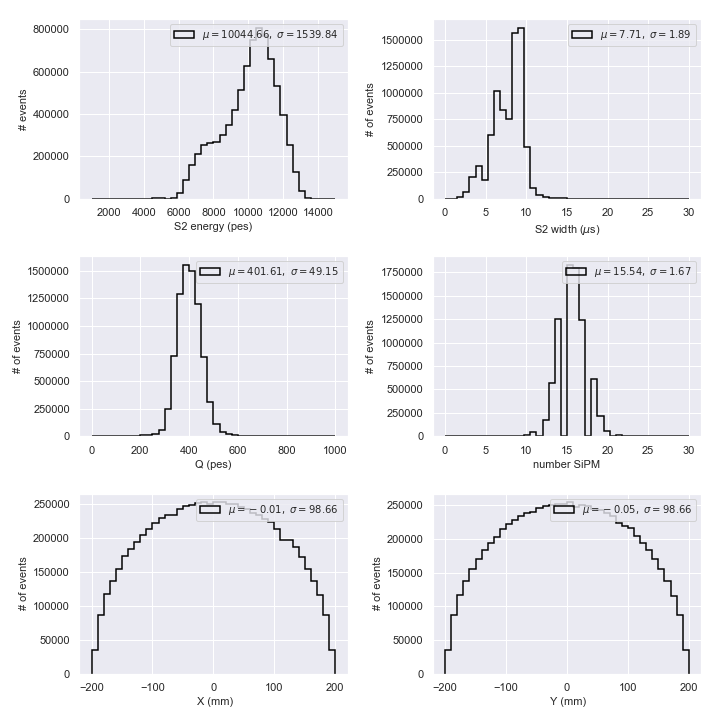 800000
600000
400000
200000
0
# events
μ = 10044.66, σ = 1539.84
2000 4000 6000 8000 10000 12000 14000
S2 energy (pes)
1500000
1250000
1000000
750000
500000
250000
0
# of events
μ = 7.71, σ = 1.89
0 5 10 15 20 25 30
S2 width (μs)
1500000
1250000
1000000
750000
500000
250000
0
# of events
μ = 401.61, σ = 49.15
0 200 400 600 800 1000
Q (pes)
1750000
1500000
1250000
1000000
750000
500000
250000
0
# of events
μ = 15.54, σ = 1.67
0 5 10 15 20 25 30
number SiPM
250000
200000
150000
100000
50000
0
# of events
μ = −0.01, σ = 98.66
−200 −100 0 100 200
X (mm)
250000
200000
150000
100000
50000
0
# of events
μ = −0.05, σ = 98.66
−200 −100 0 100 200
Y (mm)